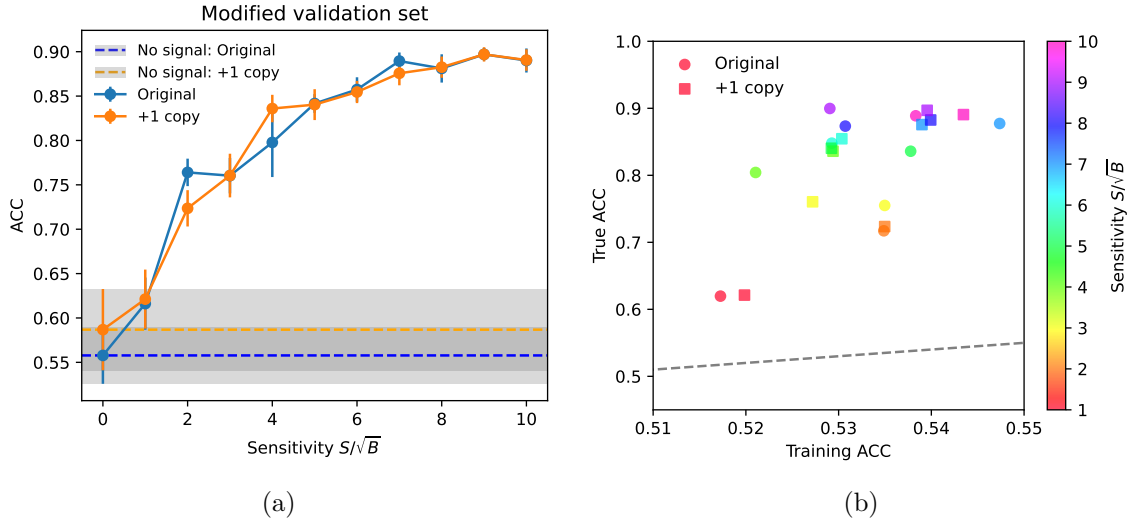 Modified validation set
No signal: Original
No signal: +1 copy
Original
+1 copy
ACC
0.90
0.85
0.80
0.75
0.70
0.65
0.60
0.55
0 2 4 6 8 10
Sensitivity S/√B
(a)
Original
+1 copy
True ACC
1.0
0.9
0.8
0.7
0.6
0.5
0.51 0.52 0.53 0.54 0.55
Training ACC
10
9
8
7
6
5
4
3
2
1
Sensitivity S/√B
(b)